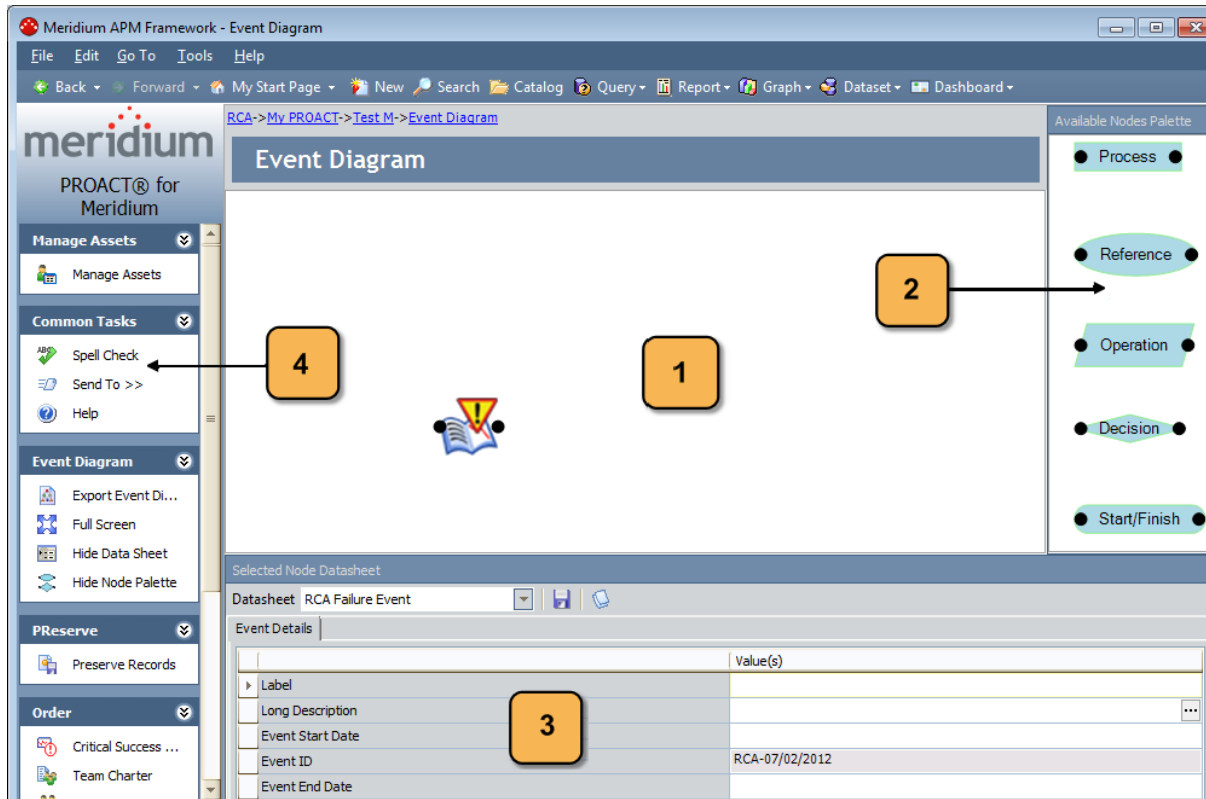 Meridium APM Framework - Event Diagram
File Edit Go To Tools Help
Back Forward My Start Page New Search Catalog Query Report Graph Dataset Dashboard
meridium
PROACT® for
Meridium
RCA->My PROACT->Test M->Event Diagram
Event Diagram
Available Nodes Palette
Process
Reference
Operation
Decision
Start/Finish
Manage Assets
Manage Assets
Common Tasks
Spell Check
Send To >>
Help
Event Diagram
Export Event Di...
Full Screen
Hide Data Sheet
Hide Node Palette
PReserve
Preserve Records
Order
Critical Success ...
Team Charter
1
2
4
Selected Node Datasheet
Datasheet RCA Failure Event
Event Details
Value(s)
Label
Long Description ...
Event Start Date
Event ID RCA-07/02/2012
Event End Date
3